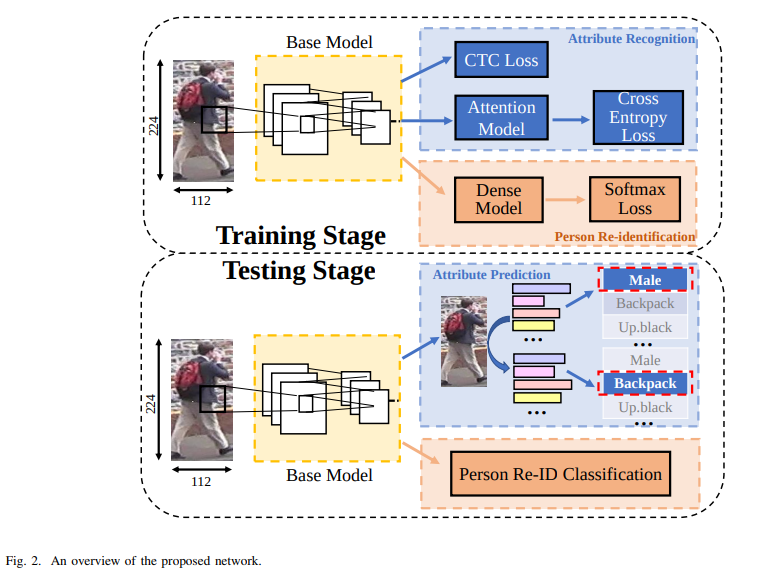 Base Model
Attribute Recognition
CTC Loss
Attention
Model
Cross
Entropy
Loss
224
112
Dense
Model
Softmax
Loss
Person Re-identification
Training Stage
Testing Stage
Attribute Prediction
Male
Backpack
Up.black
...
...
Male
Backpack
Up.black
...
...
224
112
Base Model
Person Re-ID Classification
Fig. 2. An overview of the proposed network.